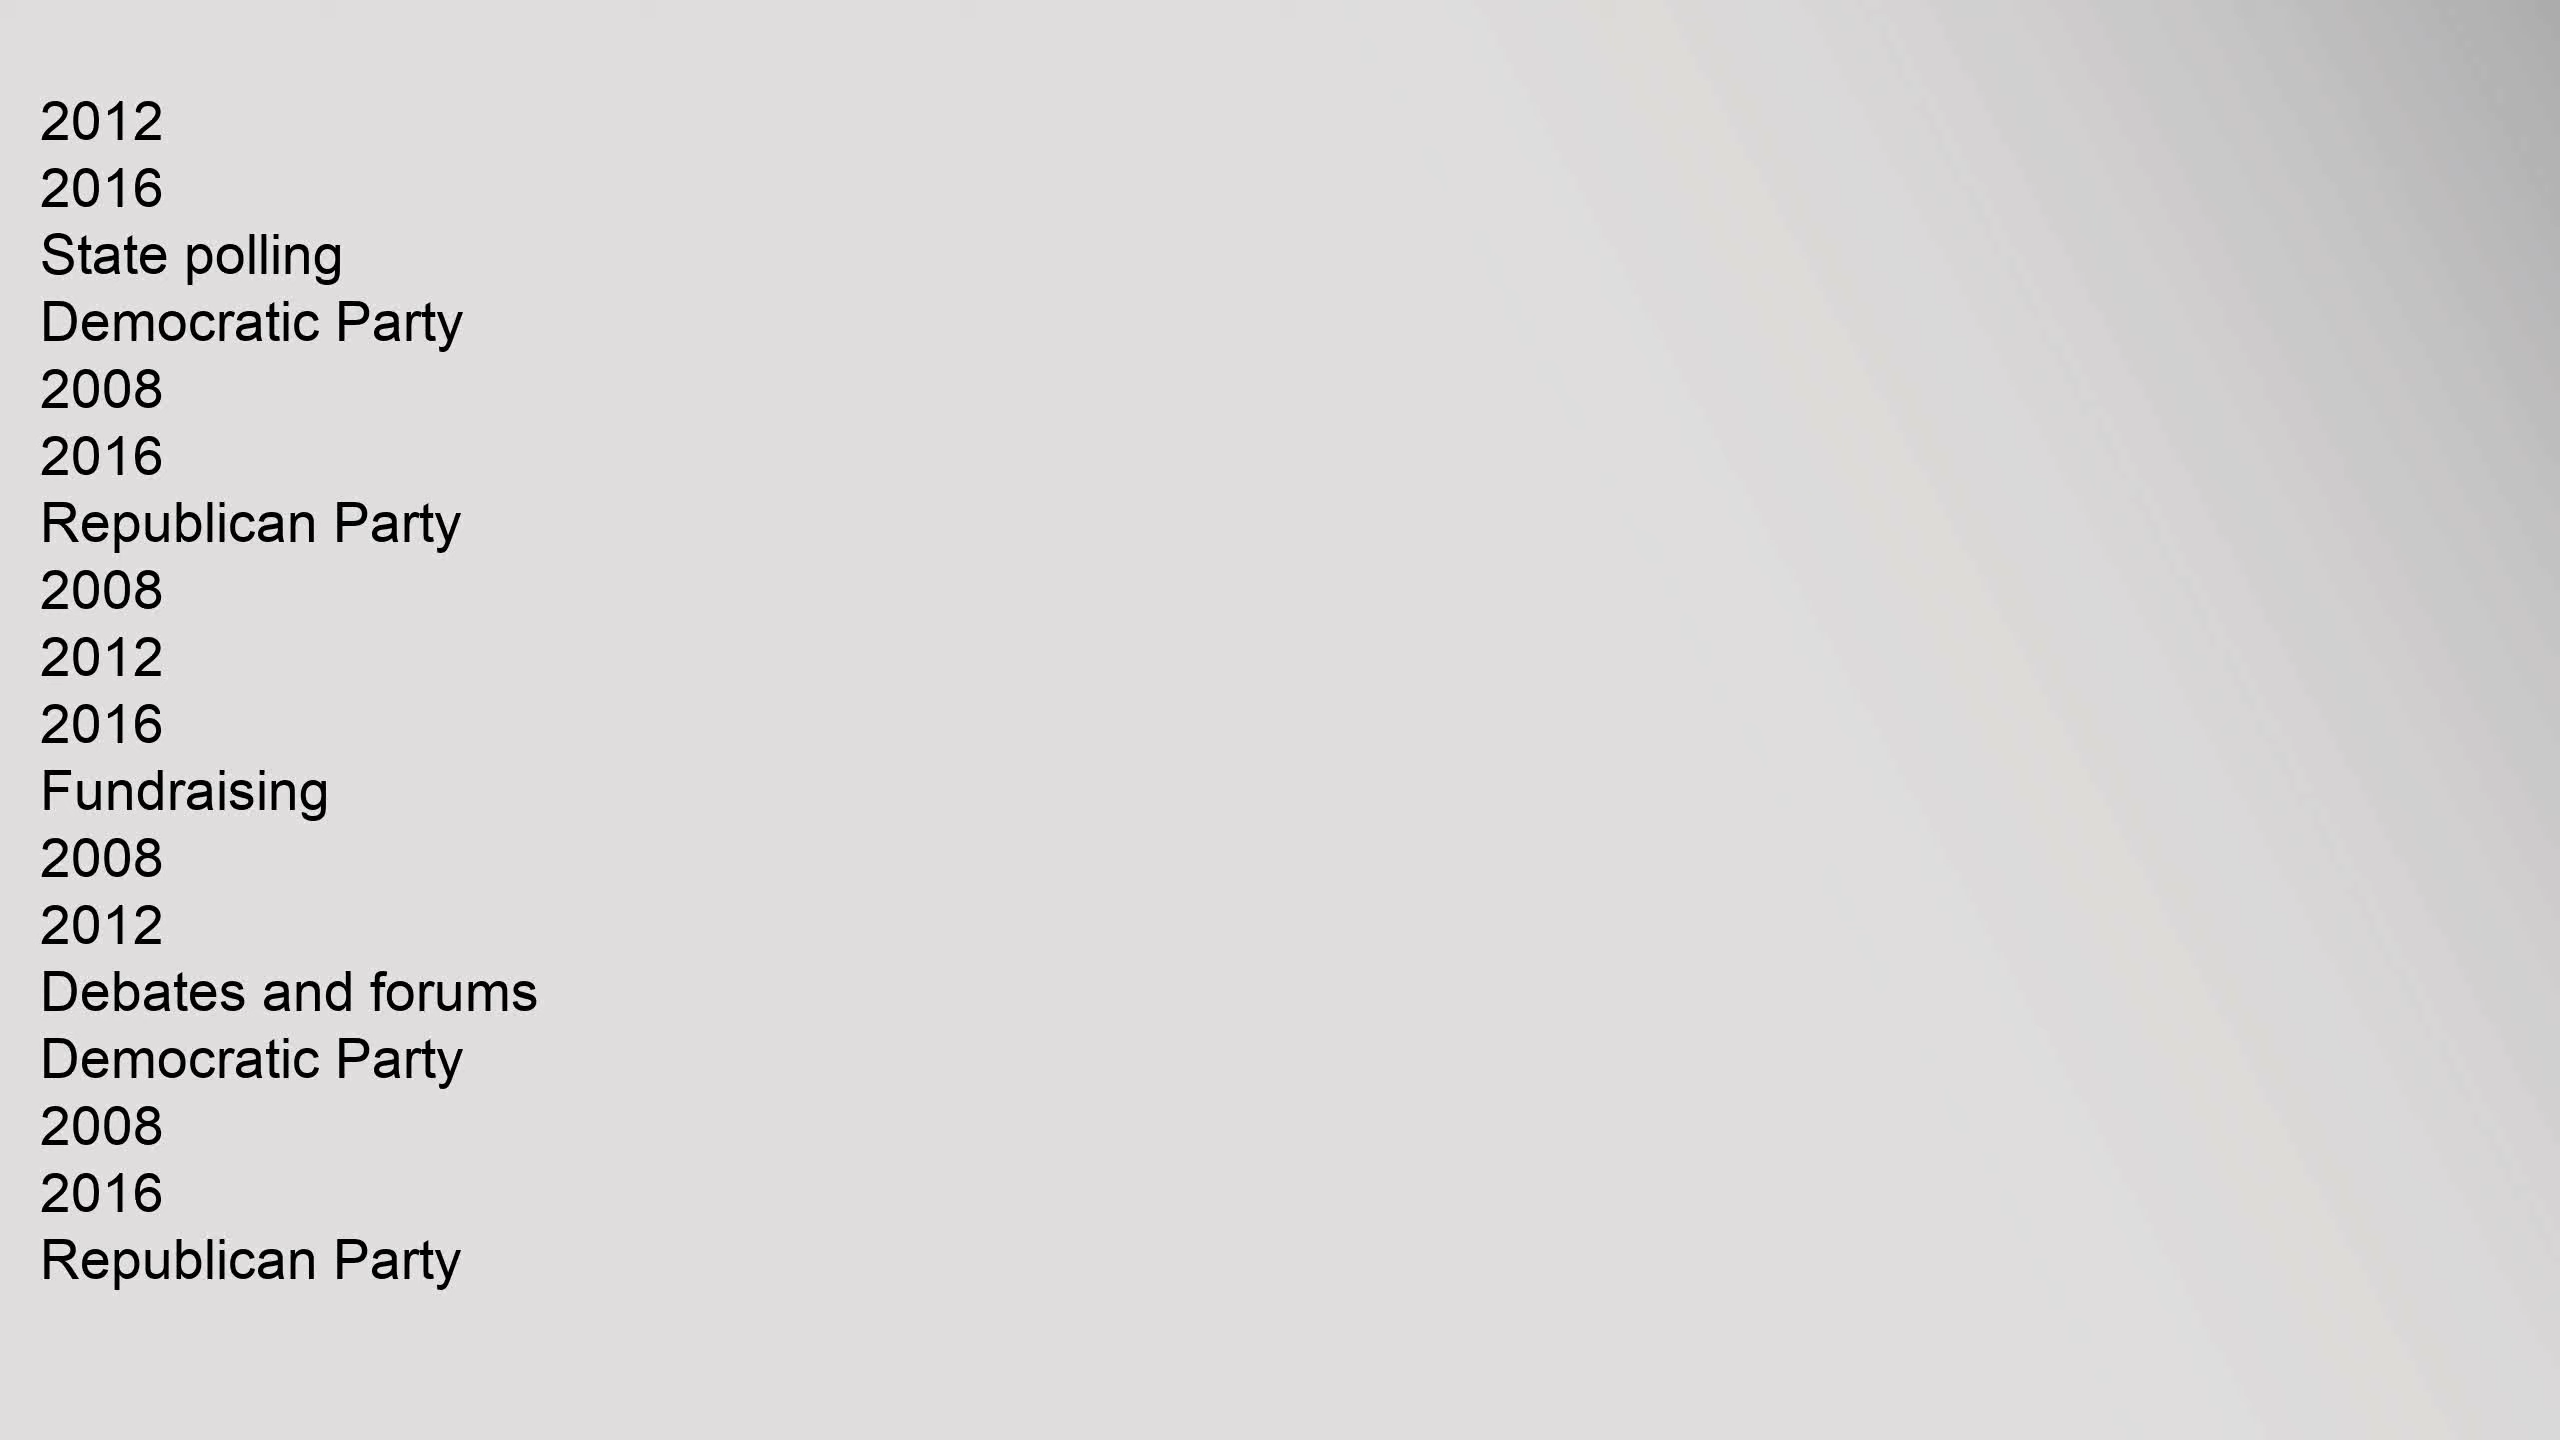 2012
2016
State polling
Democratic Party
2008
2016
Republican Party
2008
2012
2016
Fundraising
2008
2012
Debates and forums
Democratic Party
2008
2016
Republican Party